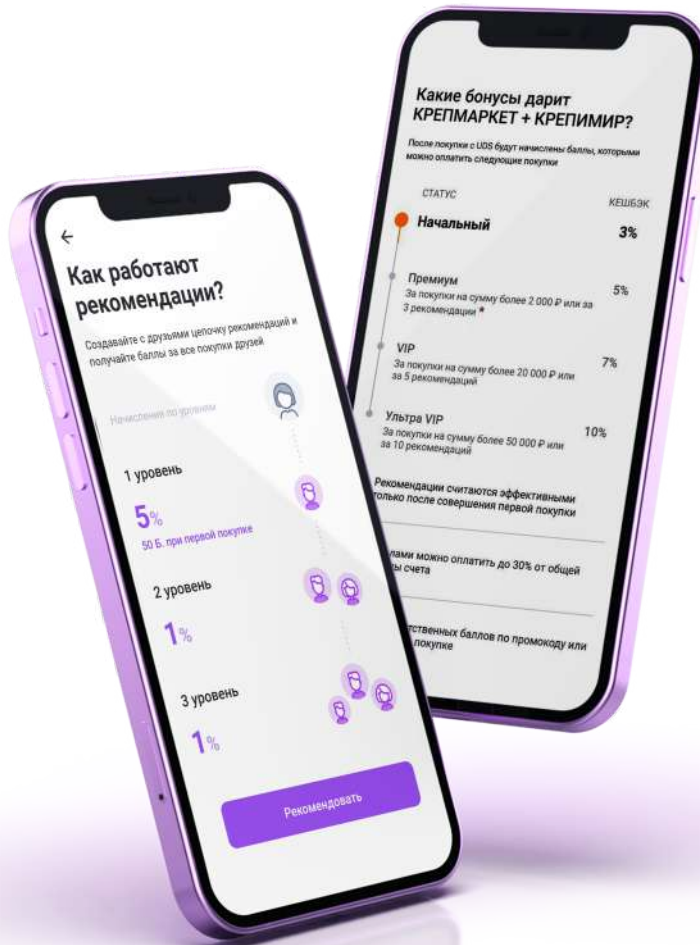 Как работают
рекомендации?
Создавайте с друзьями цепочку рекомендаций и
получайте баллы за все покупки друзей
Начисления по уровням
1 уровень
5%
50 Б. при первой покупке
2 уровень
1%
3 уровень
1%
Рекомендовать
Какие бонусы дарит
КРЕПМАРКЕТ + КРЕПИМИР?
После покупки с UDS будут начислены баллы, которыми
можно оплатить следующие покупки
СТАТУС КЕШБЭК
Начальный 3%
Премиум 5%
За покупки на сумму более 2 000 ₽ или за
3 рекомендации *
VIP 7%
За покупки на сумму более 20 000 ₽ или
за 5 рекомендаций
Ультра VIP 10%
За покупки на сумму более 50 000 ₽ или
за 10 рекомендаций
Рекомендации считаются эффективными
только после совершения первой покупки
можно оплатить до 30% от общей
счета
баллов по промокоду или
покупке